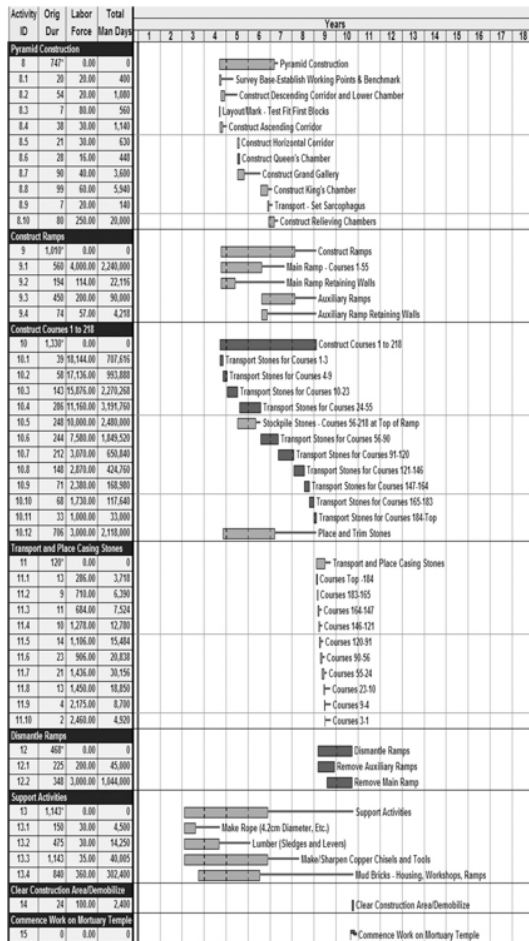 Activity ID Orig Dur Labor Force Total Man Days Years
1 2 3 4 5 6 7 8 9 10 11 12 13 14 15 16 17 18
Pyramid Construction
8 747* 0.00 0 Pyramid Construction
8.1 20 20.00 400 Survey Base-Establish Working Points & Benchmark
8.2 54 20.00 1,080 Construct Descending Corridor and Lower Chamber
8.3 7 80.00 560 Layout/Mark - Test Fit First Blocks
8.4 38 30.00 1,140 Construct Ascending Corridor
8.5 21 30.00 630 Construct Horizontal Corridor
8.6 28 16.00 448 Construct Queen's Chamber
8.7 90 40.00 3,600 Construct Grand Gallery
8.8 99 60.00 5,940 Construct King's Chamber
8.9 7 20.00 140 Transport - Set Sarcophagus
8.10 80 250.00 20,000 Construct Relieving Chambers
Construct Ramps
9 1,010* 0.00 0 Construct Ramps
9.1 560 4,000.00 2,240,000 Main Ramp - Courses 1-55
9.2 194 114.00 22,116 Main Ramp Retaining Walls
9.3 450 200.00 90,000 Auxiliary Ramps
9.4 74 57.00 4,218 Auxiliary Ramp Retaining Walls
Construct Courses 1 to 218
10 1,330* 0.00 0 Construct Courses 1 to 218
10.1 39 18,144.00 707,616 Transport Stones for Courses 1-3
10.2 58 17,136.00 993,888 Transport Stones for Courses 4-9
10.3 143 15,876.00 2,270,268 Transport Stones for Courses 10-23
10.4 286 11,160.00 3,191,760 Transport Stones for Courses 24-55
10.5 248 10,000.00 2,480,000 Stockpile Stones - Courses 56-218 at Top of Ramp
10.6 244 7,580.00 1,849,520 Transport Stones for Courses 56-90
10.7 212 3,070.00 650,840 Transport Stones for Courses 91-120
10.8 148 2,870.00 424,760 Transport Stones for Courses 121-146
10.9 71 2,380.00 168,980 Transport Stones for Courses 147-164
10.10 68 1,730.00 117,640 Transport Stones for Courses 165-183
10.11 33 1,000.00 33,000 Transport Stones for Courses 184-Top
10.12 706 3,000.00 2,118,000 Place and Trim Stones
Transport and Place Casing Stones
11 120* 0.00 0 Transport and Place Casing Stones
11.1 13 286.00 3,718 Courses Top -184
11.2 9 710.00 6,390 Courses 183-165
11.3 11 684.00 7,524 Courses 164-147
11.4 10 1,278.00 12,780 Courses 146-121
11.5 14 1,106.00 15,484 Courses 120-91
11.6 23 906.00 20,838 Courses 90-56
11.7 21 1,436.00 30,156 Courses 55-24
11.8 13 1,450.00 18,850 Courses 23-10
11.9 4 2,175.00 8,700 Courses 9-4
11.10 2 2,460.00 4,920 Courses 3-1
Dismantle Ramps
12 468* 0.00 0 Dismantle Ramps
12.1 225 200.00 45,000 Remove Auxiliary Ramps
12.2 348 3,000.00 1,044,000 Remove Main Ramp
Support Activities
13 1,143* 0.00 0 Support Activities
13.1 150 30.00 4,500 Make Rope (4.2cm Diameter, Etc.)
13.2 475 30.00 14,250 Lumber (Sledges and Levers)
13.3 1,143 35.00 40,005 Make/Sharpen Copper Chisels and Tools
13.4 840 360.00 302,400 Mud Bricks - Housing, Workshops, Ramps
Clear Construction Area/Demobilize
14 24 100.00 2,400 Clear Construction Area/Demobilize
Commence Work on Mortuary Temple
15 0 0.00 0 Commence Work on Mortuary Temple